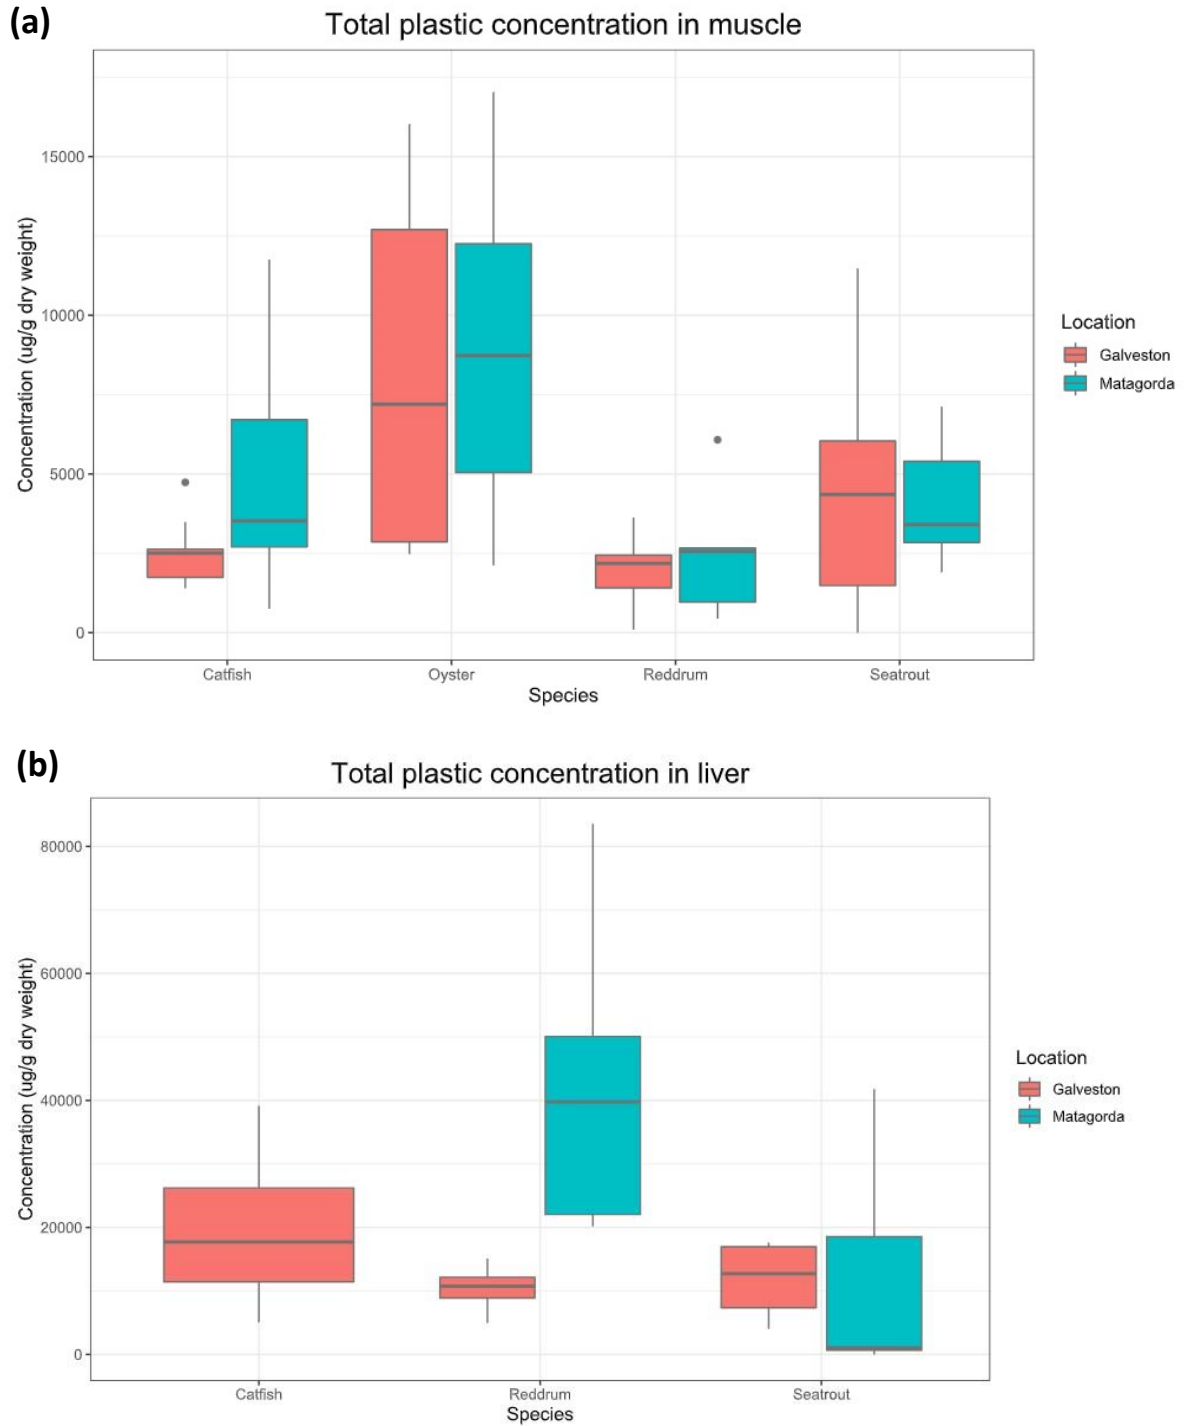 (a)
Total plastic concentration in muscle
Concentration (ug/g dry weight)
15000
10000
5000
0
Catfish Oyster Reddrum Seatrout
Species
Location
Galveston
Matagorda
(b)
Total plastic concentration in liver
Concentration (ug/g dry weight)
80000
60000
40000
20000
0
Catfish Reddrum Seatrout
Species
Location
Galveston
Matagorda